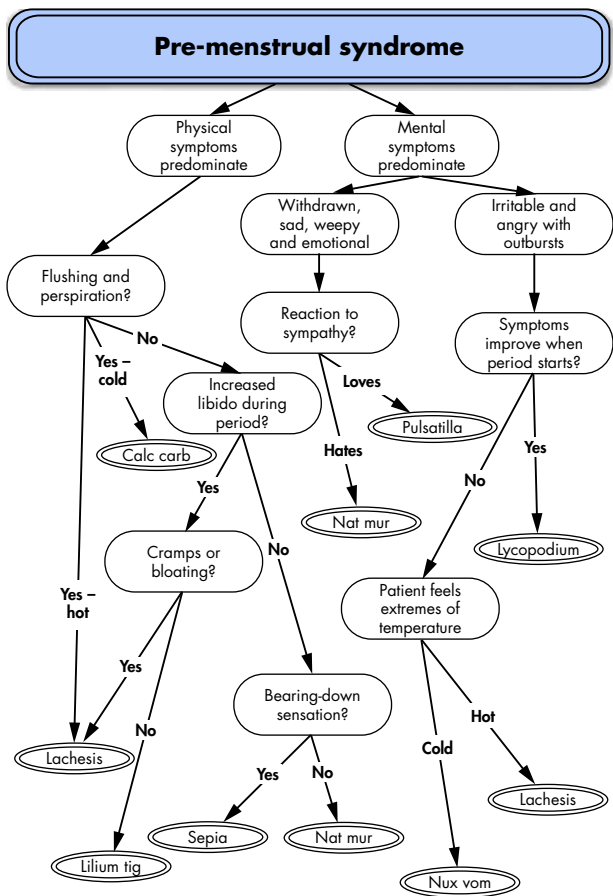 Pre-menstrual syndrome
Physical
symptoms
predominate
Mental
symptoms
predominate
Withdrawn,
sad, weepy
and emotional
Irritable and
angry with
outbursts
Flushing and
perspiration?
Reaction to
sympathy?
Symptoms
improve when
period starts?
No
Yes –
cold
Increased
libido during
period?
Loves
Pulsatilla
Calc carb
Hates
Yes
Yes
No
Nat mur
Lycopodium
Cramps or
bloating?
No
Yes –
hot
Patient feels
extremes of
temperature
Yes
Bearing-down
sensation?
No
Hot
Cold
Lachesis
Yes
No
Lachesis
Sepia
Nat mur
Lilium tig
Nux vom